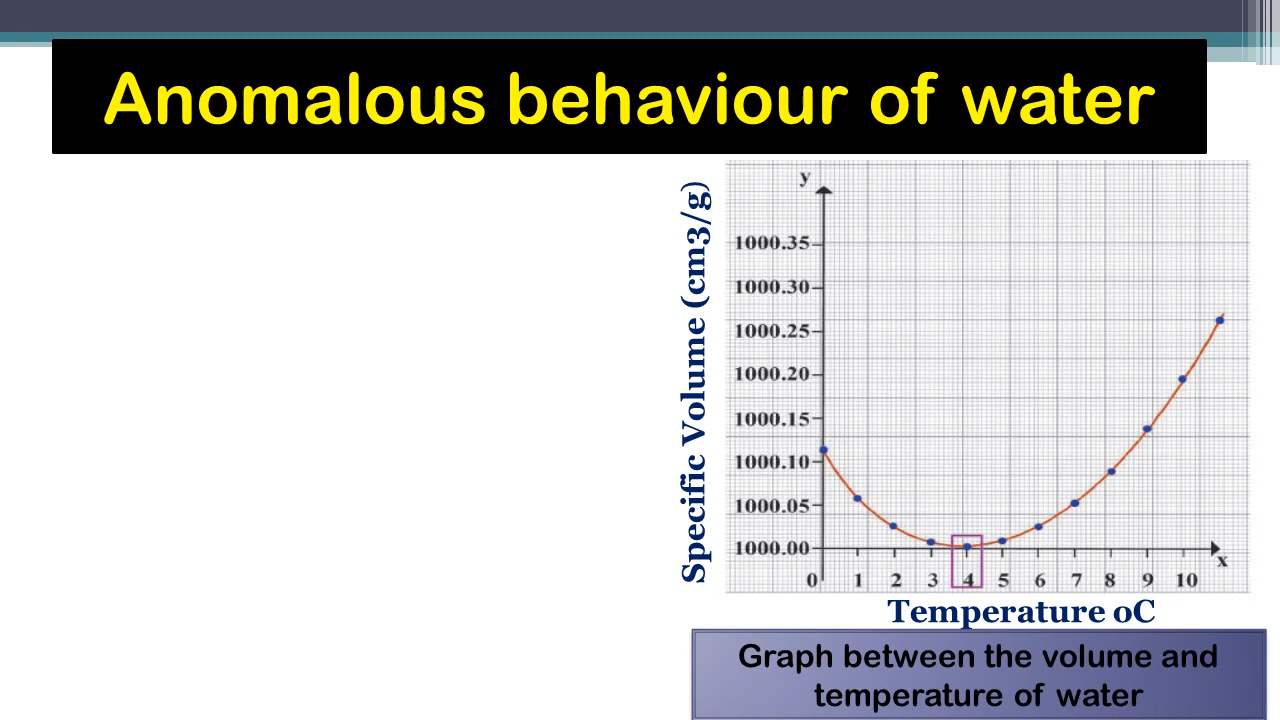 Anomalous behaviour of water
Specific Volume (cm3/g)
y
1000.35
1000.30
1000.25
1000.20
1000.15
1000.10
1000.05
1000.00
0 1 2 3 4 5 6 7 8 9 10
x
Temperature oC
Graph between the volume and
temperature of water